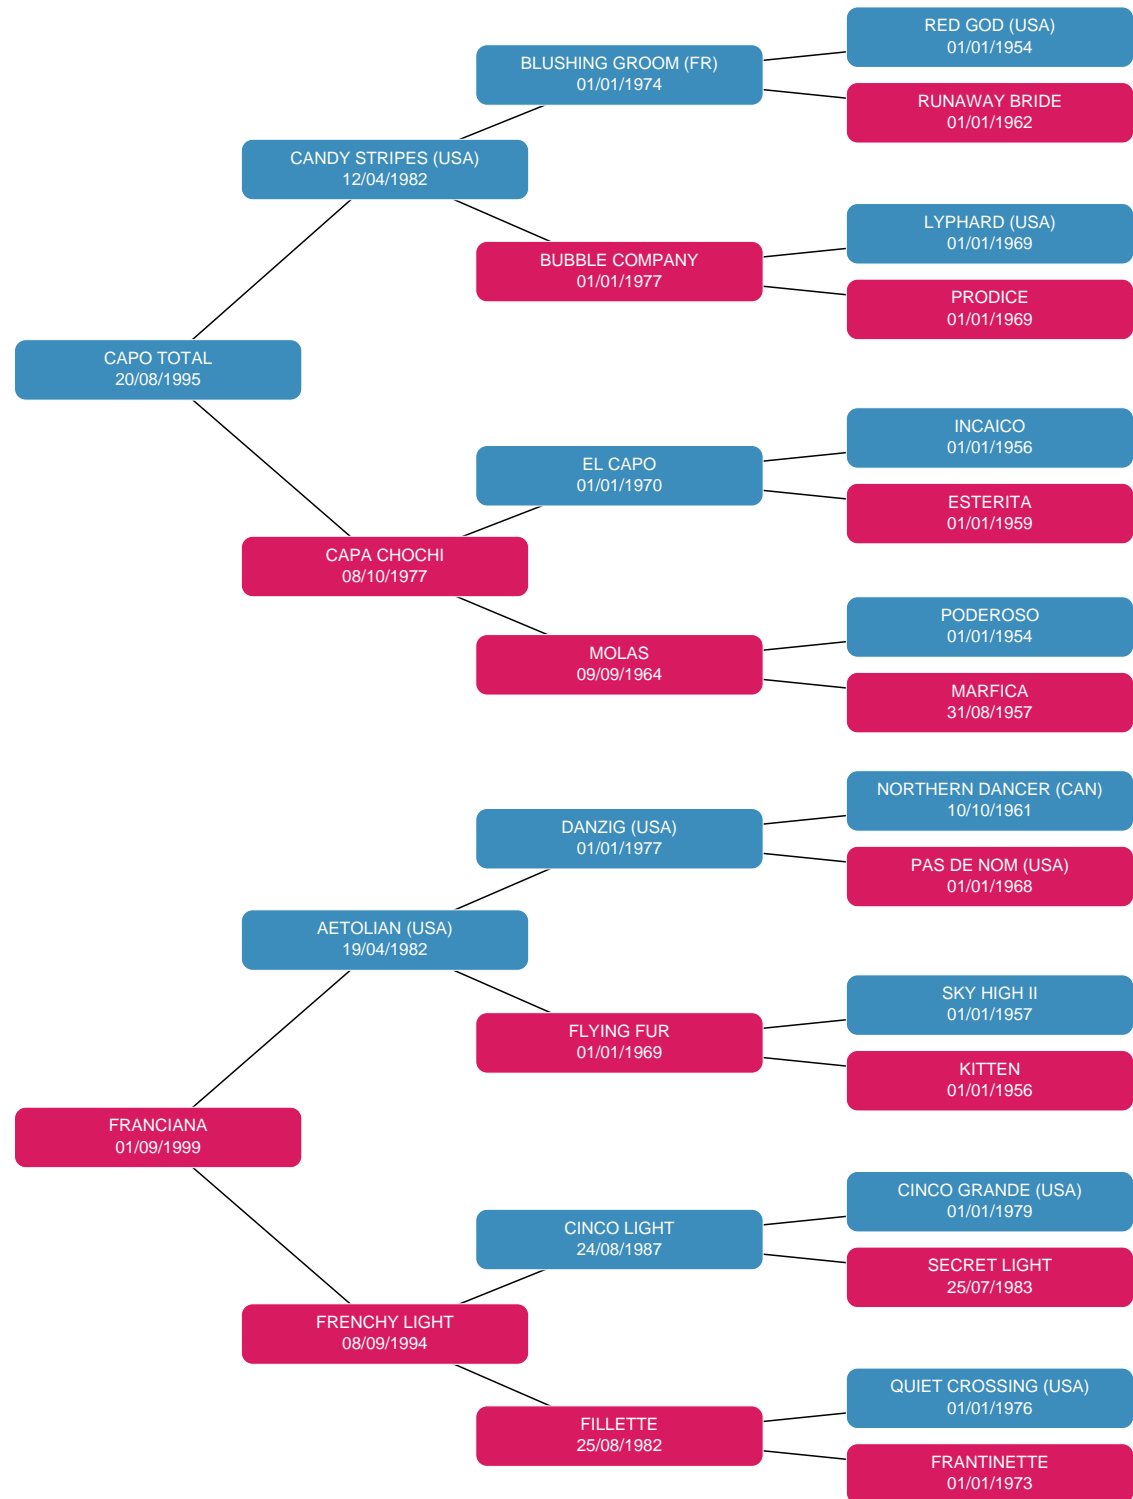 RED GOD (USA)
01/01/1954
BLUSHING GROOM (FR)
01/01/1974
RUNAWAY BRIDE
01/01/1962
CANDY STRIPES (USA)
12/04/1982
LYPHARD (USA)
01/01/1969
BUBBLE COMPANY
01/01/1977
PRODICE
01/01/1969
CAPO TOTAL
20/08/1995
INCAICO
01/01/1956
EL CAPO
01/01/1970
ESTERITA
01/01/1959
CAPA CHOCHI
08/10/1977
PODEROSO
01/01/1954
MOLAS
09/09/1964
MARFICA
31/08/1957
NORTHERN DANCER (CAN)
10/10/1961
DANZIG (USA)
01/01/1977
PAS DE NOM (USA)
01/01/1968
AETOLIAN (USA)
19/04/1982
SKY HIGH II
01/01/1957
FLYING FUR
01/01/1969
KITTEN
01/01/1956
FRANCIANA
01/09/1999
CINCO GRANDE (USA)
01/01/1979
CINCO LIGHT
24/08/1987
SECRET LIGHT
25/07/1983
FRENCHY LIGHT
08/09/1994
QUIET CROSSING (USA)
01/01/1976
FILLETTE
25/08/1982
FRANTINETTE
01/01/1973